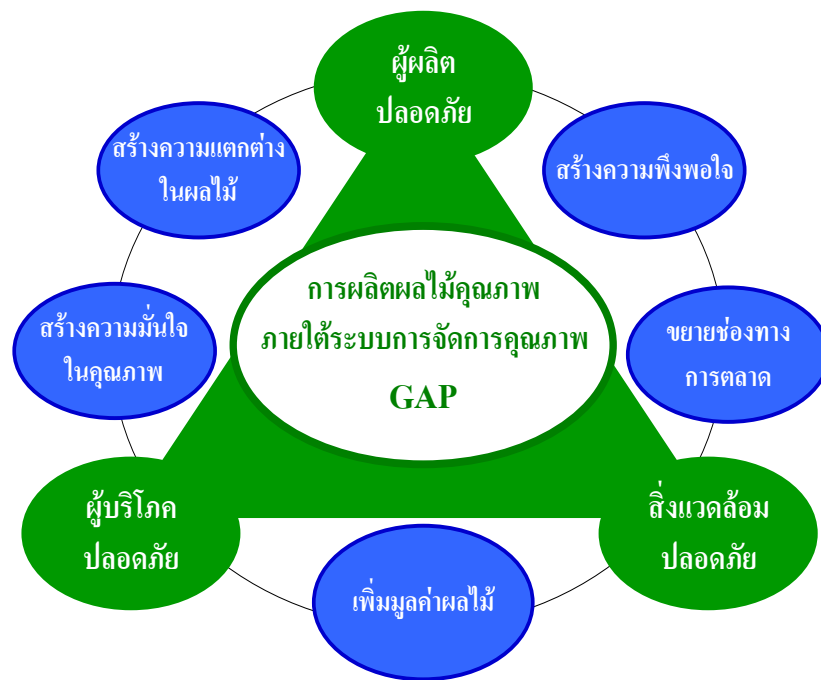 ผู้ผลิต
ปลอดภัย
สร้างความแตกต่าง
ในผลไม้
สร้างความพึงพอใจ
การผลิตผลไม้คุณภาพ
ภายใต้ระบบการจัดการคุณภาพ
GAP
สร้างความมั่นใจ
ในคุณภาพ
ขยายช่องทาง
การตลาด
ผู้บริโภค
ปลอดภัย
สิ่งแวดล้อม
ปลอดภัย
เพิ่มมูลค่าผลไม้